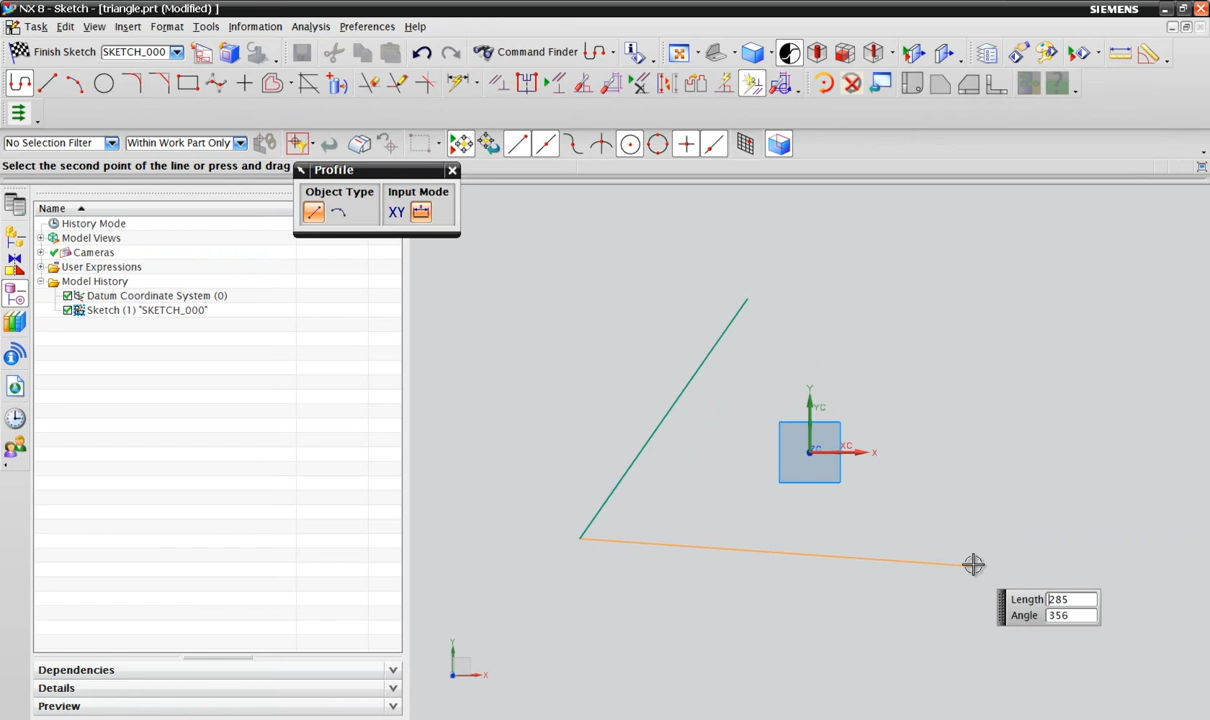 NX 8 - Sketch - [triangle.prt (Modified) ]
SIEMENS
Task Edit View Insert Format Tools Information Analysis Preferences Help
Finish Sketch SKETCH_000 Command Finder
No Selection Filter Within Work Part Only
Select the second point of the line or press and drag
Profile
Object Type Input Mode
XY
Name
History Mode
Model Views
Cameras
User Expressions
Model History
Datum Coordinate System (0)
Sketch (1) "SKETCH_000"
Y
YC
ZC XC X
Length 285
Angle 356
Y
X
Dependencies
Details
Preview